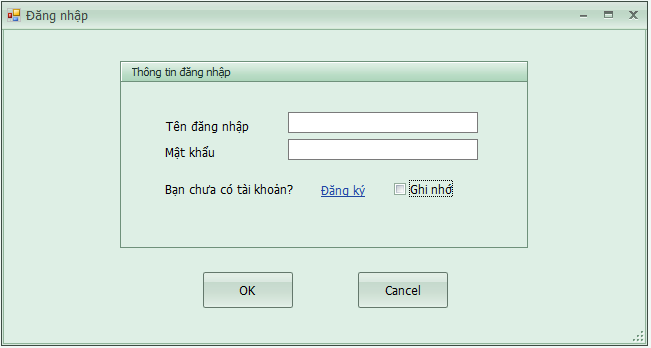 Đăng nhập
Thông tin đăng nhập
Tên đăng nhập
Mật khẩu
Bạn chưa có tài khoản? Đăng ký Ghi nhớ
OK Cancel